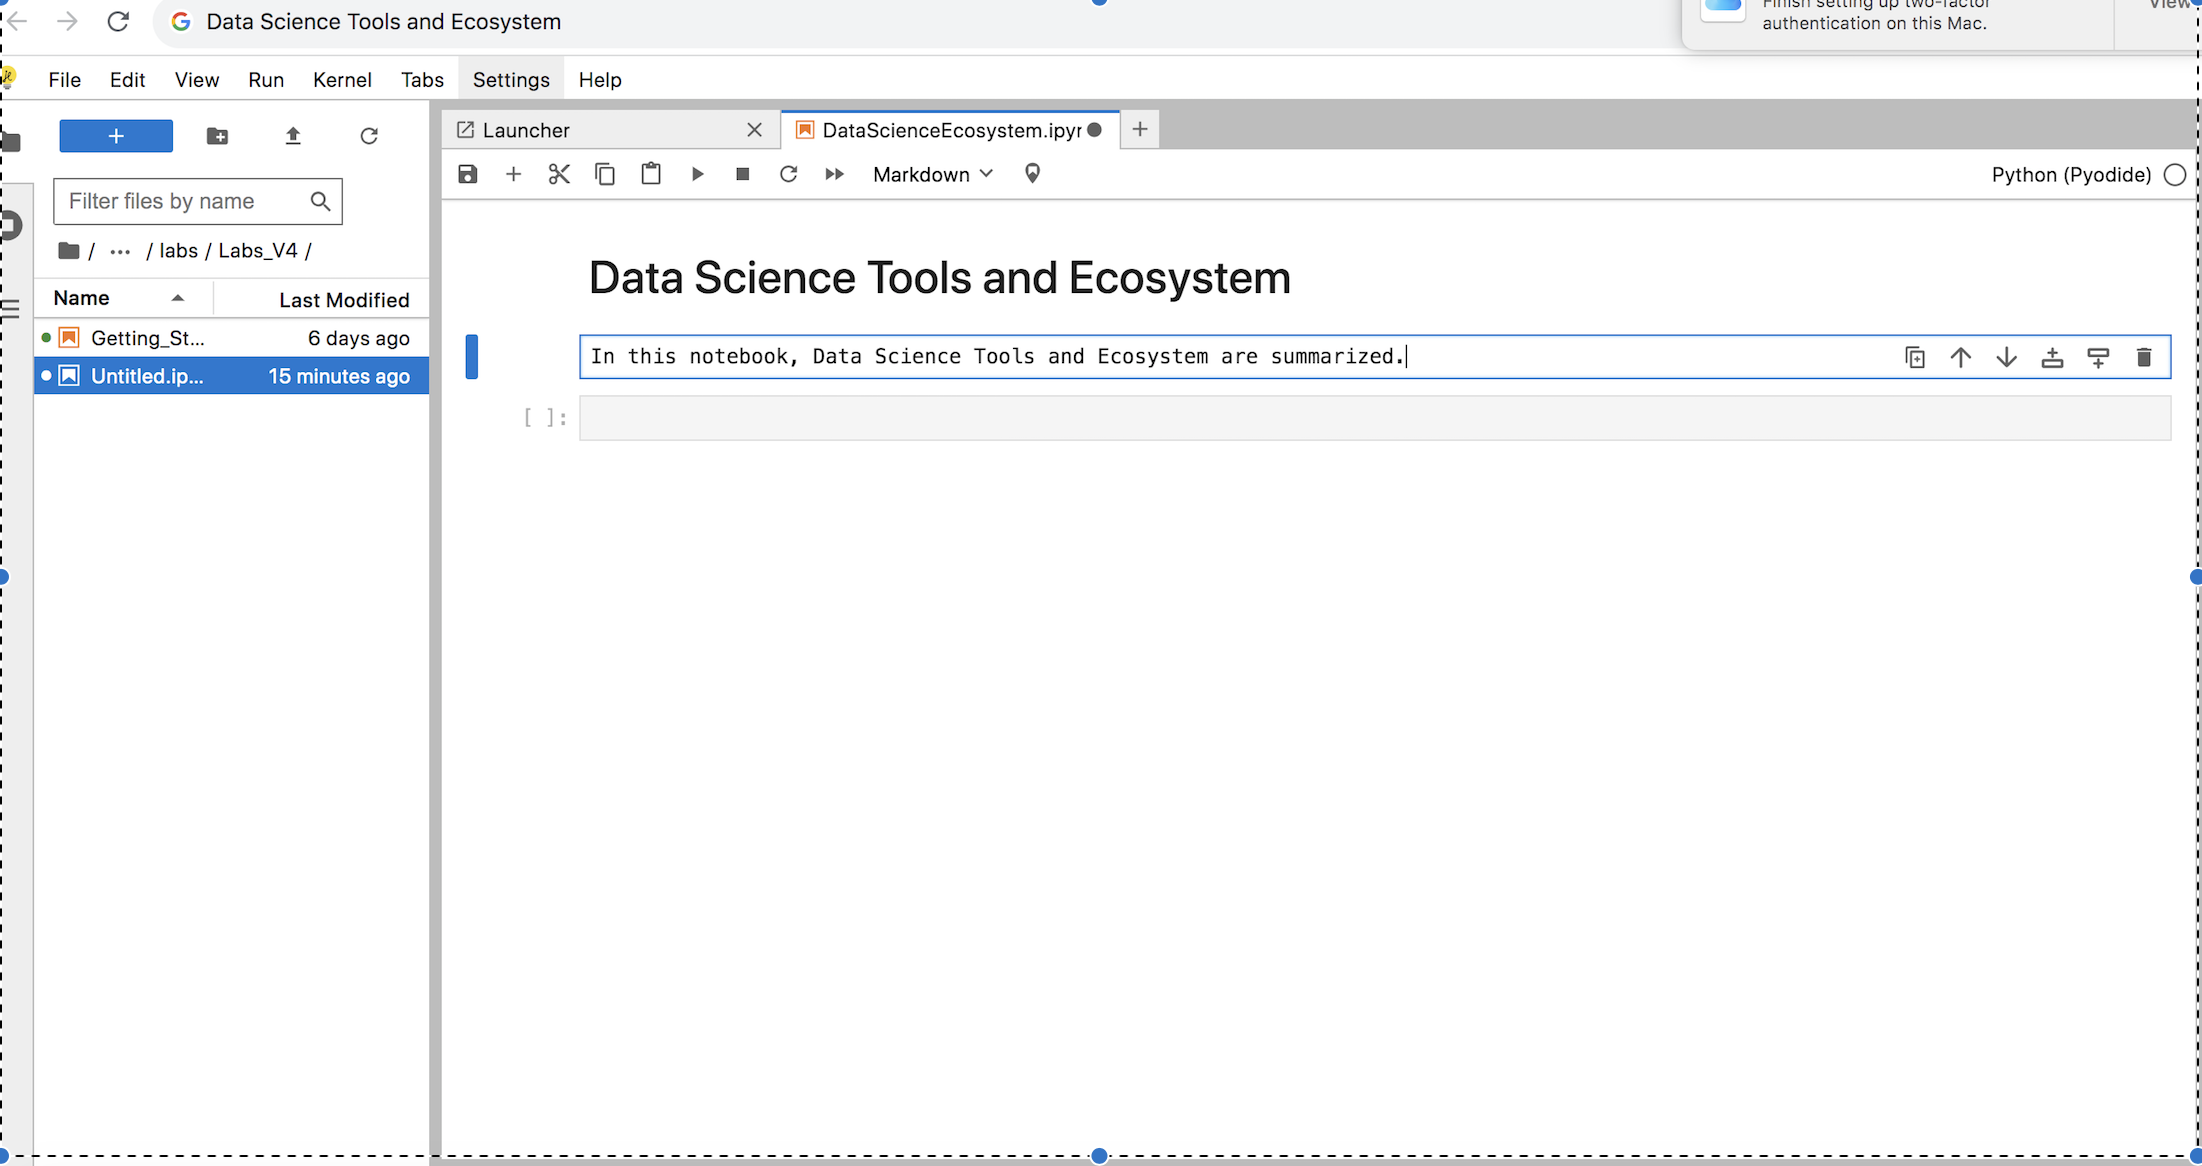 Data Science Tools and Ecosystem
Finish setting up two-factor
authentication on this Mac.
View
File Edit View Run Kernel Tabs Settings Help
+
Filter files by name
/ ··· / labs / Labs_V4 /
Name Last Modified
Getting_St... 6 days ago
Untitled.ip... 15 minutes ago
Launcher
DataScienceEcosystem.ipyr
Markdown
Python (Pyodide)
Data Science Tools and Ecosystem
In this notebook, Data Science Tools and Ecosystem are summarized.
[ ]: